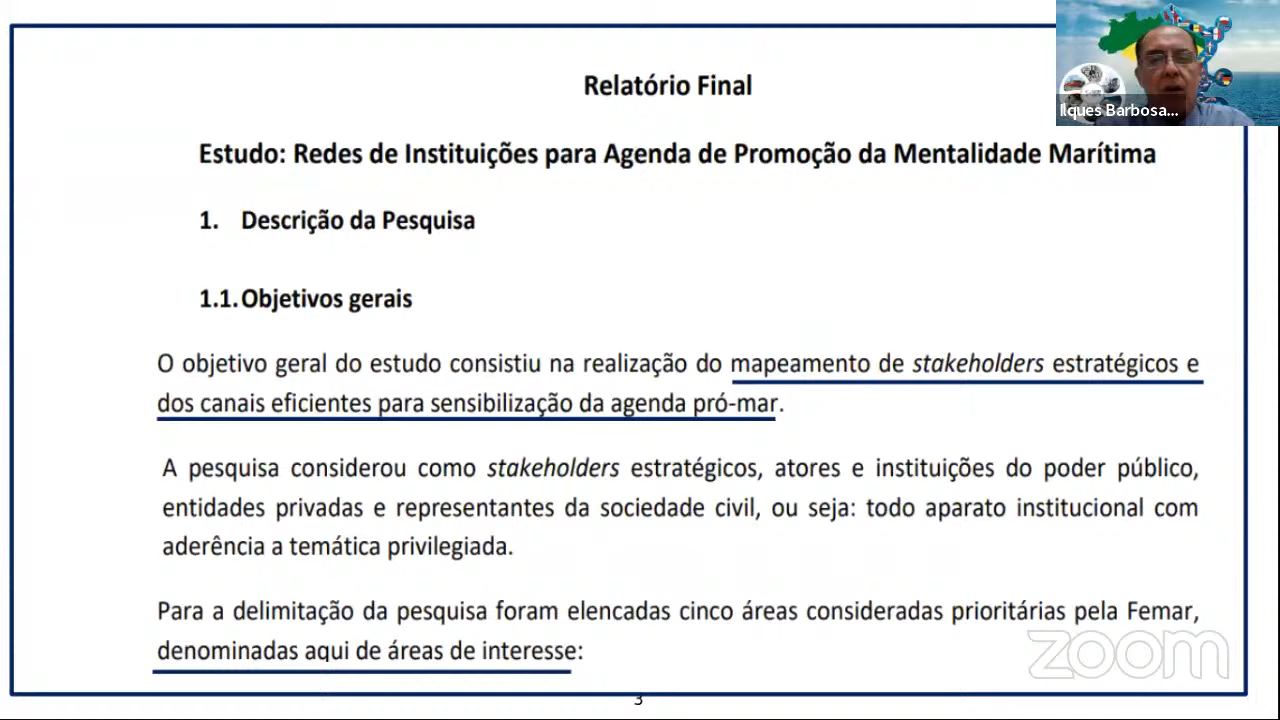 Relatório Final
Ilques Barbosa...
Estudo: Redes de Instituições para Agenda de Promoção da Mentalidade Marítima
1. Descrição da Pesquisa
1.1. Objetivos gerais
O objetivo geral do estudo consistiu na realização do mapeamento de stakeholders estratégicos e
dos canais eficientes para sensibilização da agenda pró-mar.
A pesquisa considerou como stakeholders estratégicos, atores e instituições do poder público,
entidades privadas e representantes da sociedade civil, ou seja: todo aparato institucional com
aderência a temática privilegiada.
Para a delimitação da pesquisa foram elencadas cinco áreas consideradas prioritárias pela Femar,
denominadas aqui de áreas de interesse:
zoom
3